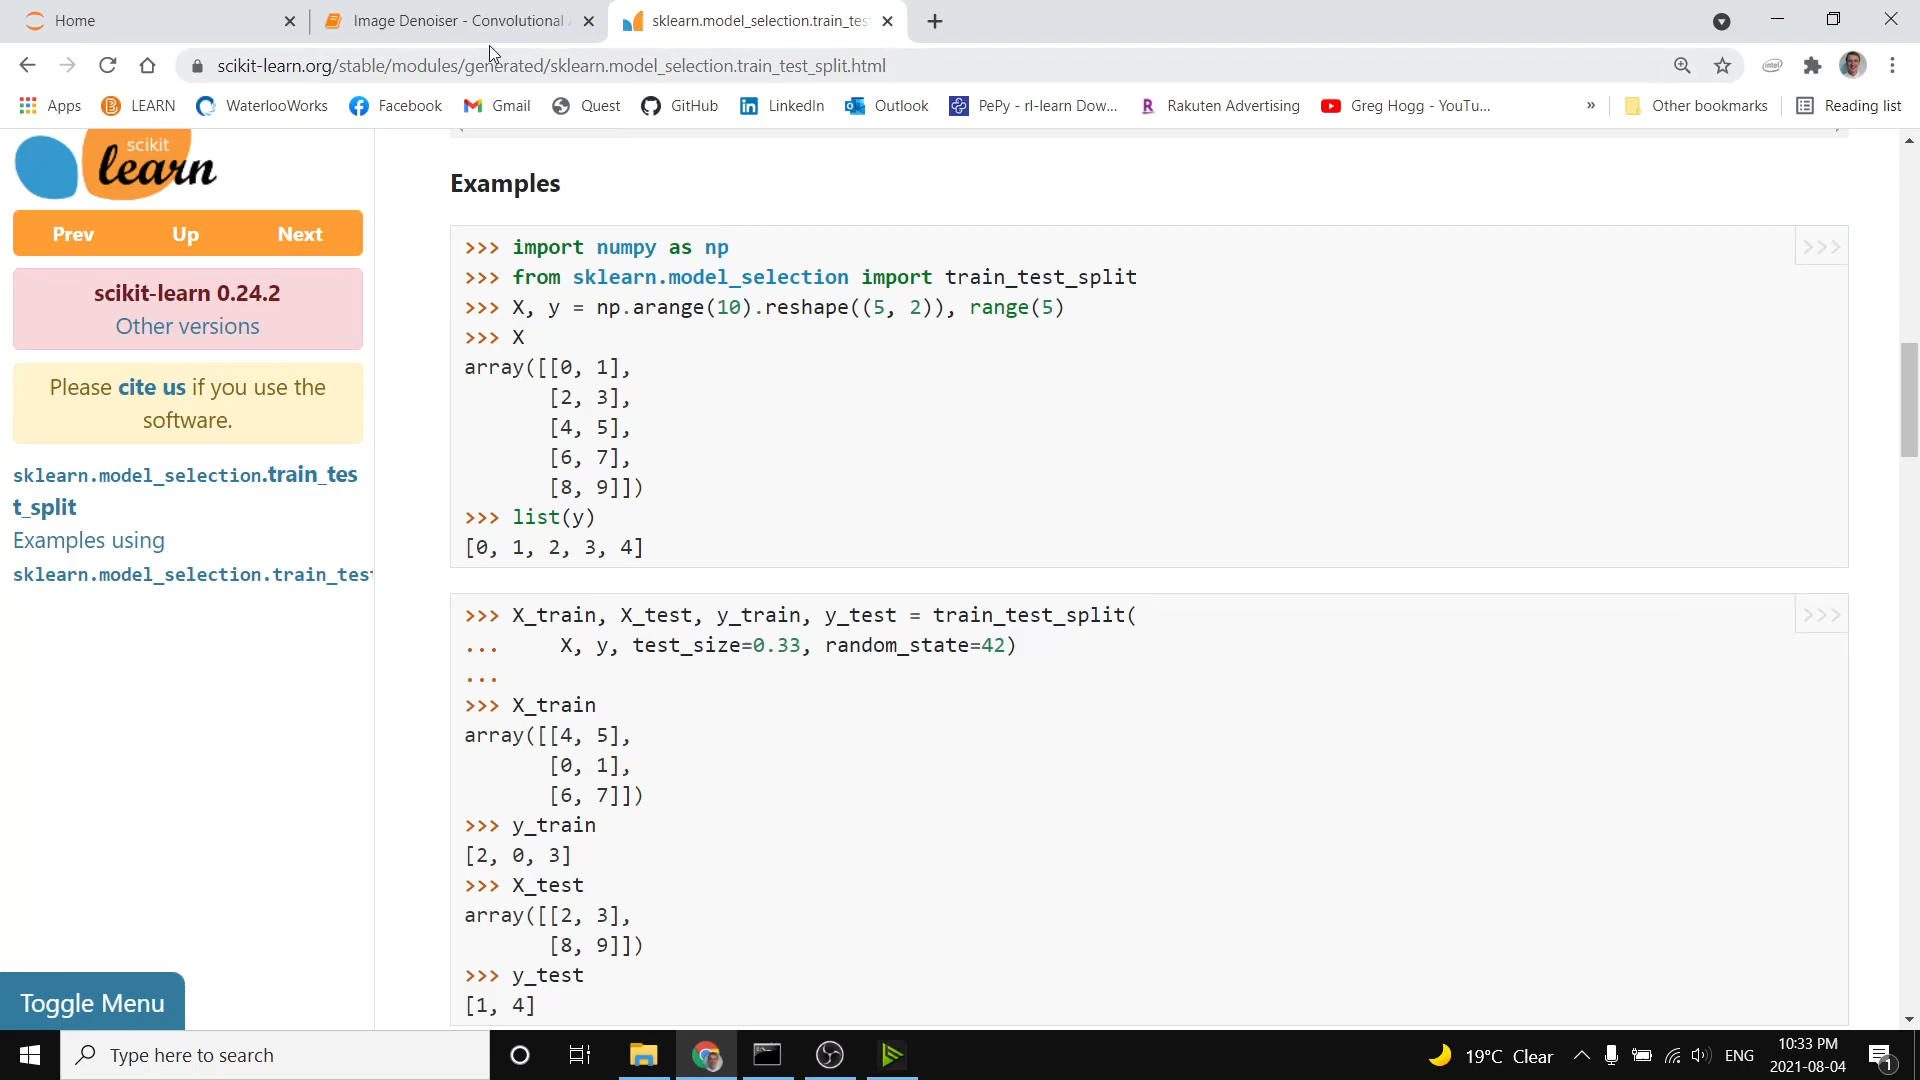 Home
Image Denoiser - Convolutional
sklearn.model_selection.train_tes
scikit-learn.org/stable/modules/generated/sklearn.model_selection.train_test_split.html
Apps LEARN WaterlooWorks Facebook Gmail Quest GitHub LinkedIn Outlook PePy - rl-learn Dow... Rakuten Advertising Greg Hogg - YouTu... » Other bookmarks Reading list
scikit
learn
Prev Up Next
scikit-learn 0.24.2
Other versions
Please cite us if you use the
software.
sklearn.model_selection.train_tes
t_split
Examples using
sklearn.model_selection.train_test
Toggle Menu
Examples
>>>
>>> import numpy as np
>>> from sklearn.model_selection import train_test_split
>>> X, y = np.arange(10).reshape((5, 2)), range(5)
>>> X
array([[0, 1],
[2, 3],
[4, 5],
[6, 7],
[8, 9]])
>>> list(y)
[0, 1, 2, 3, 4]
>>>
>>> X_train, X_test, y_train, y_test = train_test_split(
... X, y, test_size=0.33, random_state=42)
...
>>> X_train
array([[4, 5],
[0, 1],
[6, 7]])
>>> y_train
[2, 0, 3]
>>> X_test
array([[2, 3],
[8, 9]])
>>> y_test
[1, 4]
Type here to search
19°C Clear
ENG
10:33 PM
2021-08-04
1